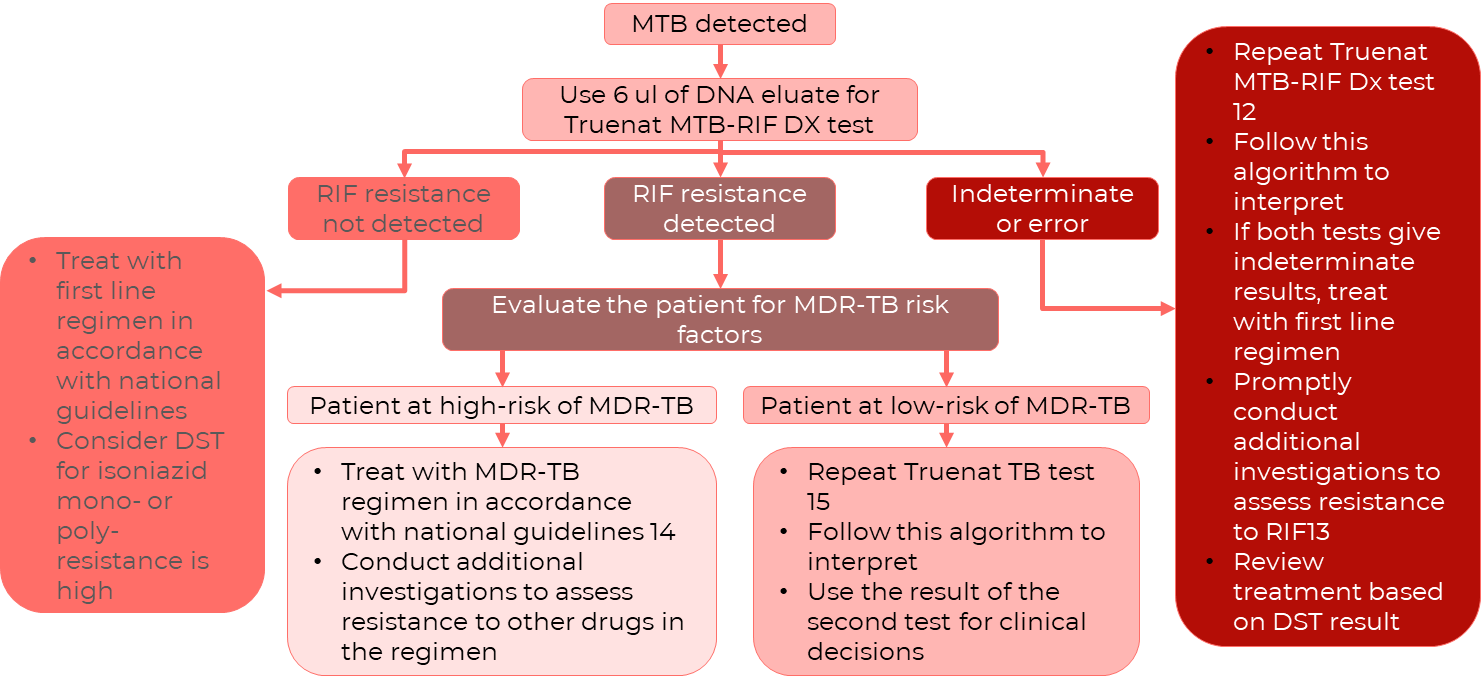 MTB detected
Use 6 ul of DNA eluate for
Truenat MTB-RIF DX test
RIF resistance
not detected
RIF resistance
detected
Indeterminate
or error
• Treat with
first line
regimen in
accordance
with national
guidelines
• Consider DST
for isoniazid
mono- or
poly-
resistance is
high
Evaluate the patient for MDR-TB risk
factors
Patient at high-risk of MDR-TB
Patient at low-risk of MDR-TB
• Treat with MDR-TB
regimen in accordance
with national guidelines 14
• Conduct additional
investigations to assess
resistance to other drugs in
the regimen
• Repeat Truenat TB test
15
• Follow this algorithm to
interpret
• Use the result of the
second test for clinical
decisions
• Repeat Truenat
MTB-RIF Dx test
12
• Follow this
algorithm to
interpret
• If both tests give
indeterminate
results, treat
with first line
regimen
• Promptly
conduct
additional
investigations to
assess resistance
to RIF13
• Review
treatment based
on DST result